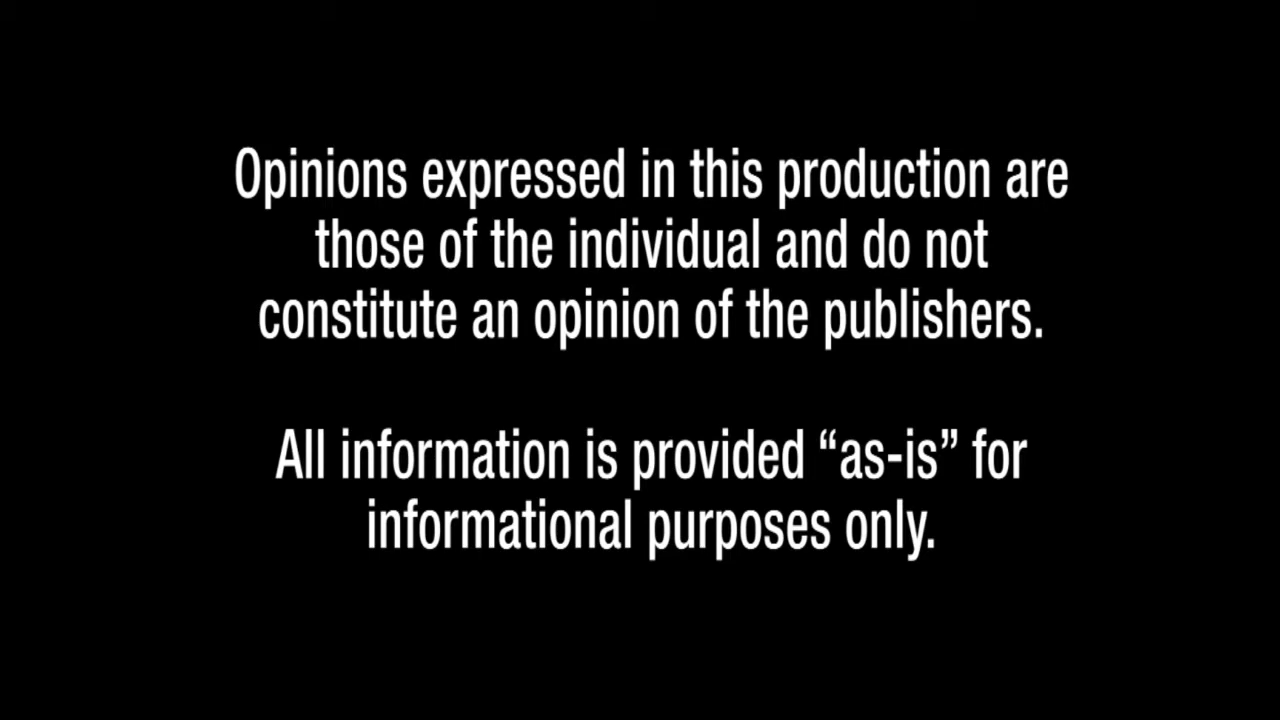 Opinions expressed in this production are
those of the individual and do not
constitute an opinion of the publishers.
All information is provided “as-is” for
informational purposes only.